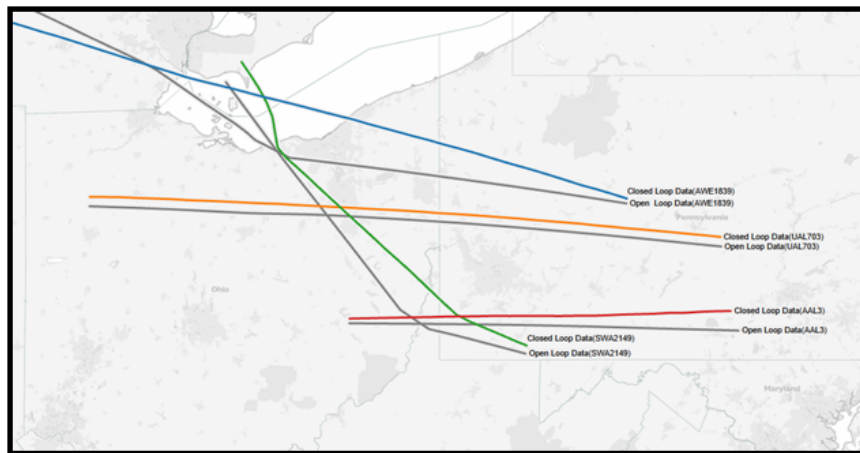 Closed Loop Data(AWE1839)
Open  Loop Data(AWE1839)
Pennsylvania
Closed Loop Data(UAL703)
Open Loop Data(UAL703)
Ohio
Closed Loop Data(AAL3)
Open Loop Data(AAL3)
Closed Loop Data(SWA2149)
Open Loop Data(SWA2149)
Maryland